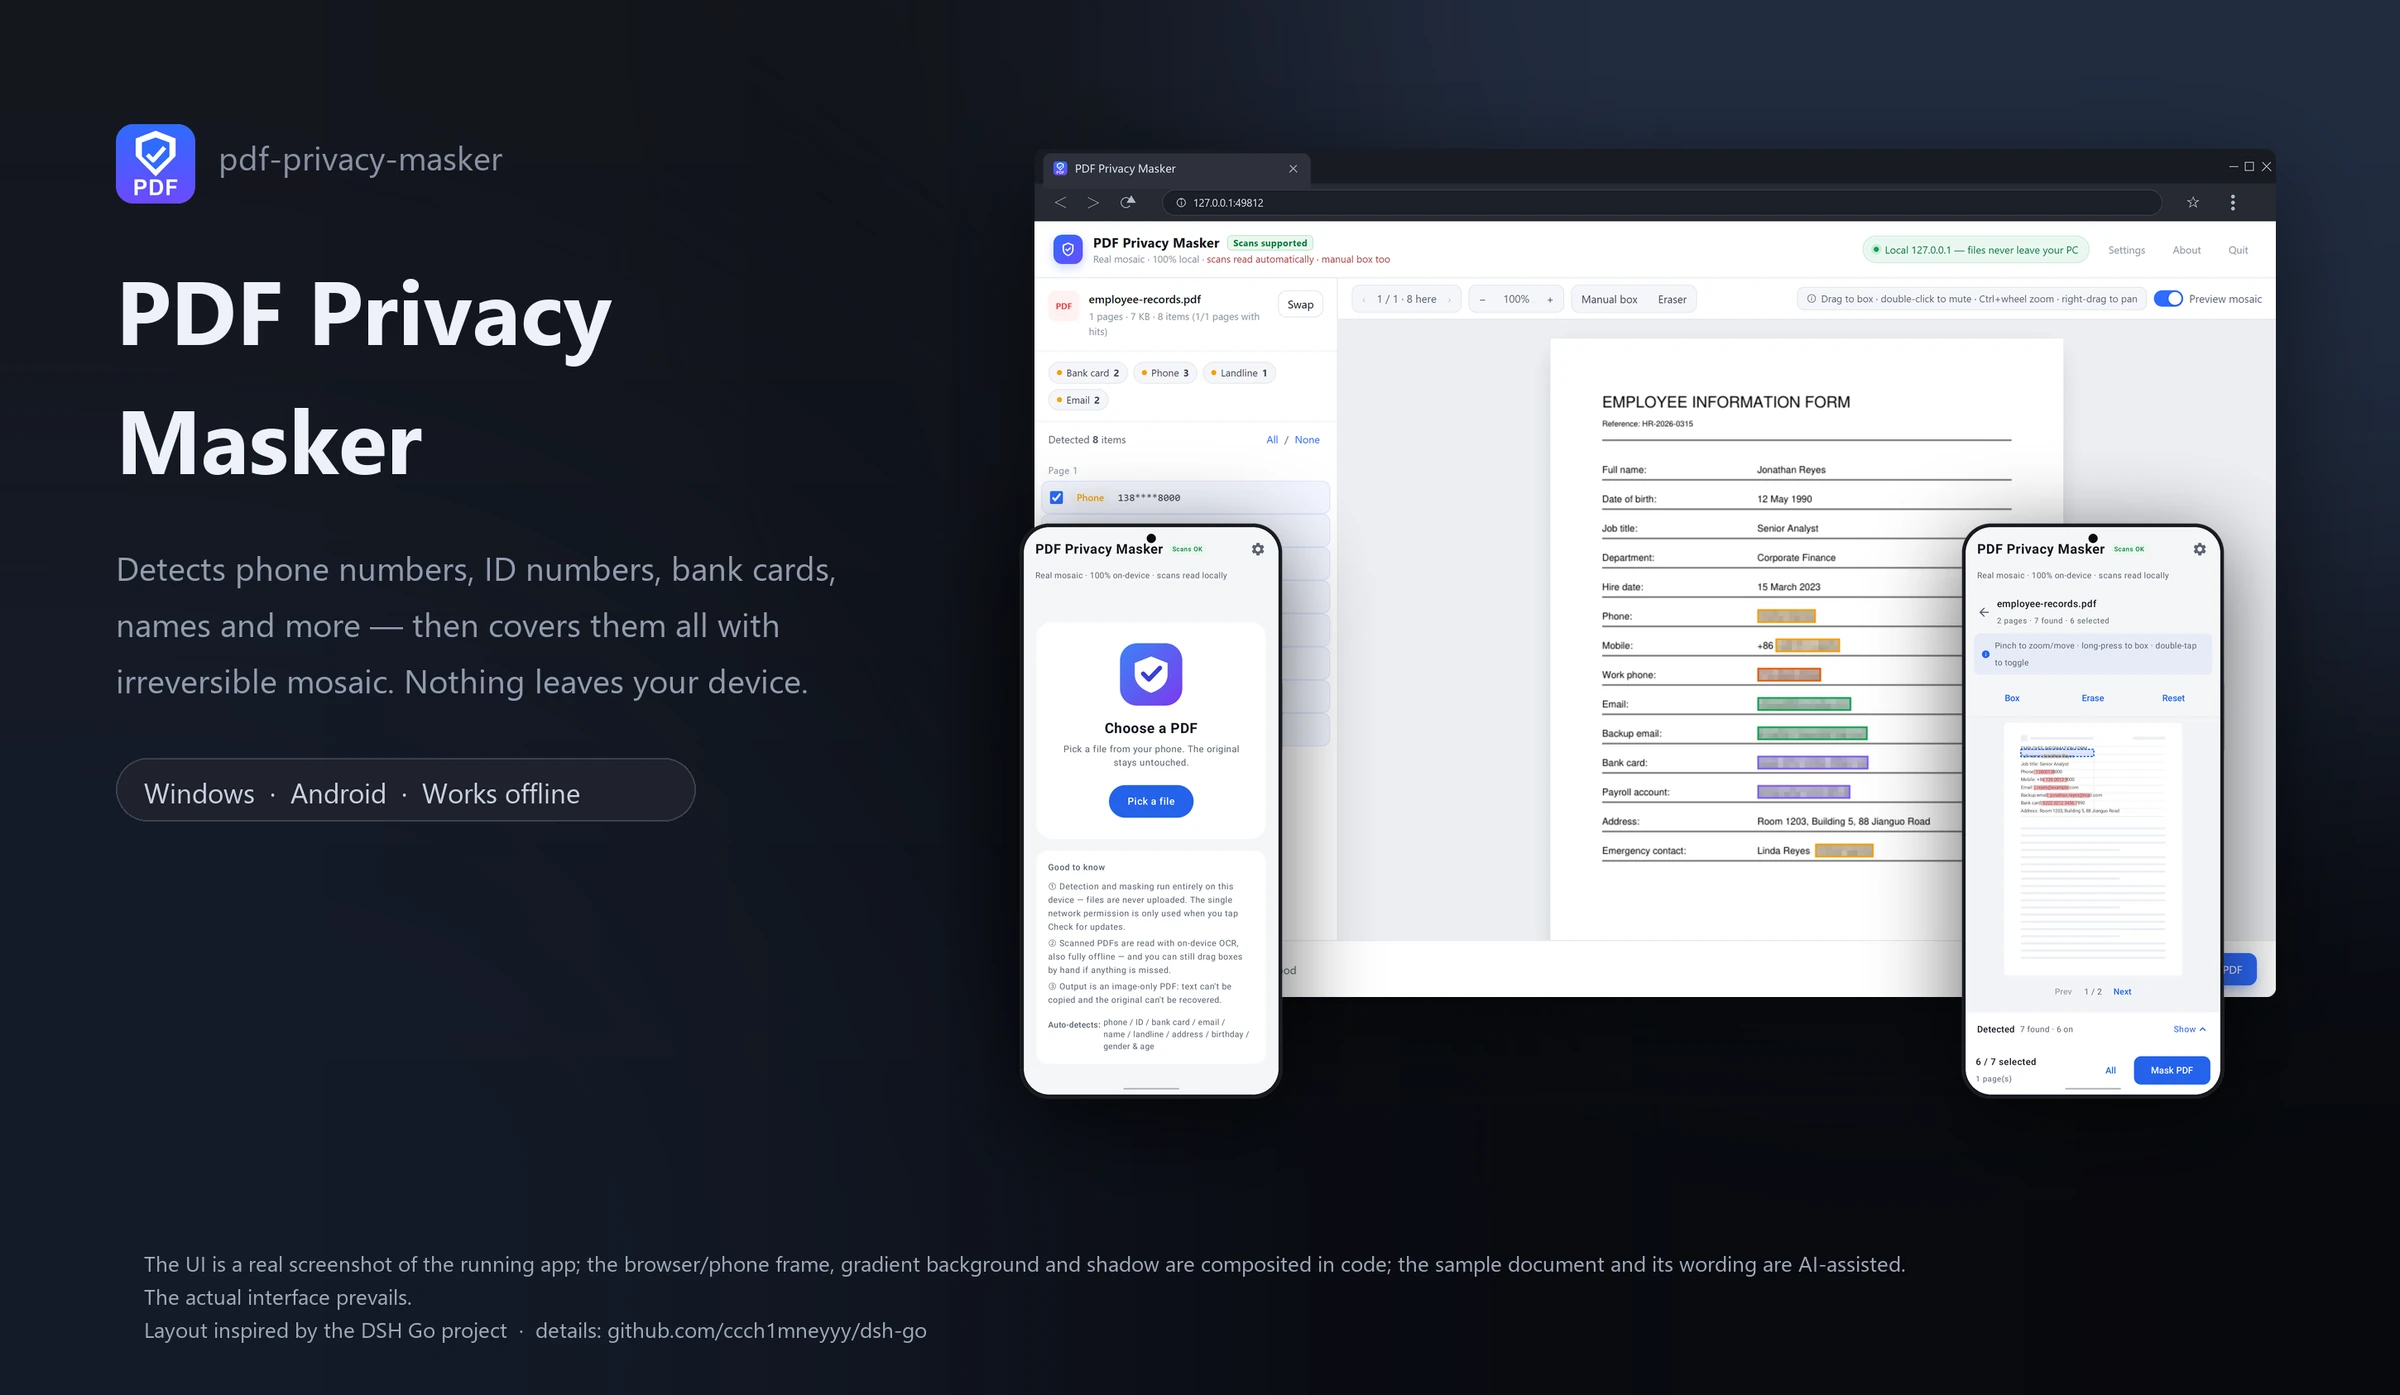 pdf-privacy-masker
PDF
PDF Privacy
Masker
Detects phone numbers, ID numbers, bank cards,
names and more — then covers them all with
irreversible mosaic. Nothing leaves your device.
Windows · Android · Works offline
PDF Privacy Masker
127.0.0.1:49812
PDF Privacy Masker Scans supported
Real mosaic · 100% local · scans read automatically · manual box too
Local 127.0.0.1 — files never leave your PC Settings About Quit
PDF employee-records.pdf Swap
1 pages · 7 KB · 8 items (1/1 pages with
hits)
1 / 1 · 8 here − 100% + Manual box Eraser
Drag to box · double-click to mute · Ctrl+wheel zoom · right-drag to pan Preview mosaic
Bank card 2 Phone 3 Landline 1
Email 2
Detected 8 items All / None
Page 1
Phone 138****8000
EMPLOYEE INFORMATION FORM
Reference: HR-2026-0315
Full name: Jonathan Reyes
Date of birth: 12 May 1990
Job title: Senior Analyst
Department: Corporate Finance
Hire date: 15 March 2023
Phone:
Mobile: +86
Work phone:
Email:
Backup email:
Bank card:
Payroll account:
Address: Room 1203, Building 5, 88 Jianguo Road
Emergency contact: Linda Reyes
PDF
PDF Privacy Masker Scans OK
Real mosaic · 100% on-device · scans read locally
Choose a PDF
Pick a file from your phone. The original
stays untouched.
Pick a file
Good to know
① Detection and masking run entirely on this
device — files are never uploaded. The single
network permission is only used when you tap
Check for updates.
② Scanned PDFs are read with on-device OCR,
also fully offline — and you can still drag boxes
by hand if anything is missed.
③ Output is an image-only PDF: text can't be
copied and the original can't be recovered.
Auto-detects: phone / ID / bank card / email /
name / landline / address / birthday /
gender & age
PDF Privacy Masker Scans OK
Real mosaic · 100% on-device · scans read locally
employee-records.pdf
2 pages · 7 found · 6 selected
Pinch to zoom/move · long-press to box · double-tap
to toggle
Box Erase Reset
Job title: Senior Analyst
Address: Room 1203, Building 5, 88 Jianguo Road
Prev 1 / 2 Next
Detected 7 found · 6 on Show
6 / 7 selected
1 page(s)
All Mask PDF
The UI is a real screenshot of the running app; the browser/phone frame, gradient background and shadow are composited in code; the sample document and its wording are AI-assisted.
The actual interface prevails.
Layout inspired by the DSH Go project · details: github.com/ccch1mneyyy/dsh-go